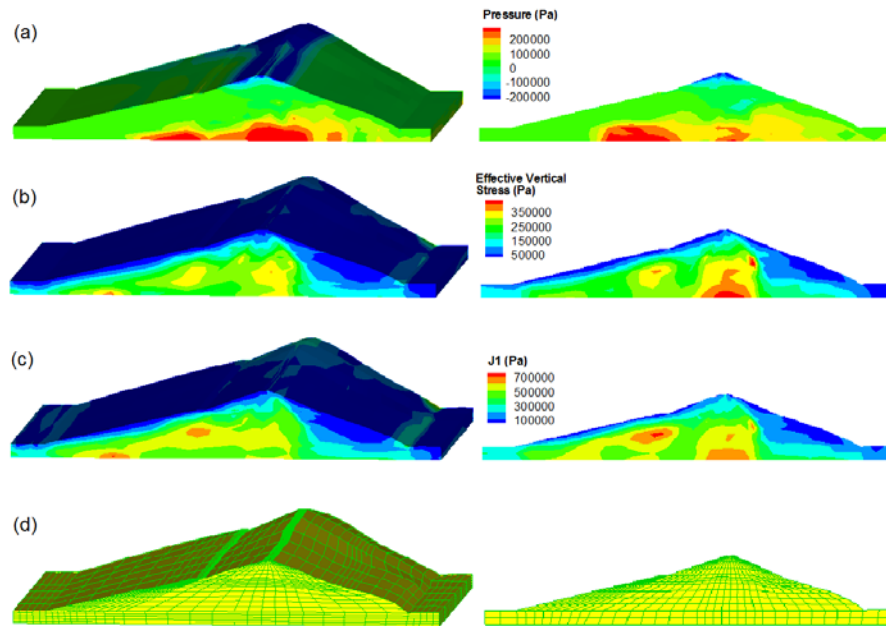 (a)
Pressure (Pa)
200000
100000
0
-100000
-200000
(b)
Effective Vertical
Stress (Pa)
350000
250000
150000
50000
(c)
J1 (Pa)
700000
500000
300000
100000
(d)